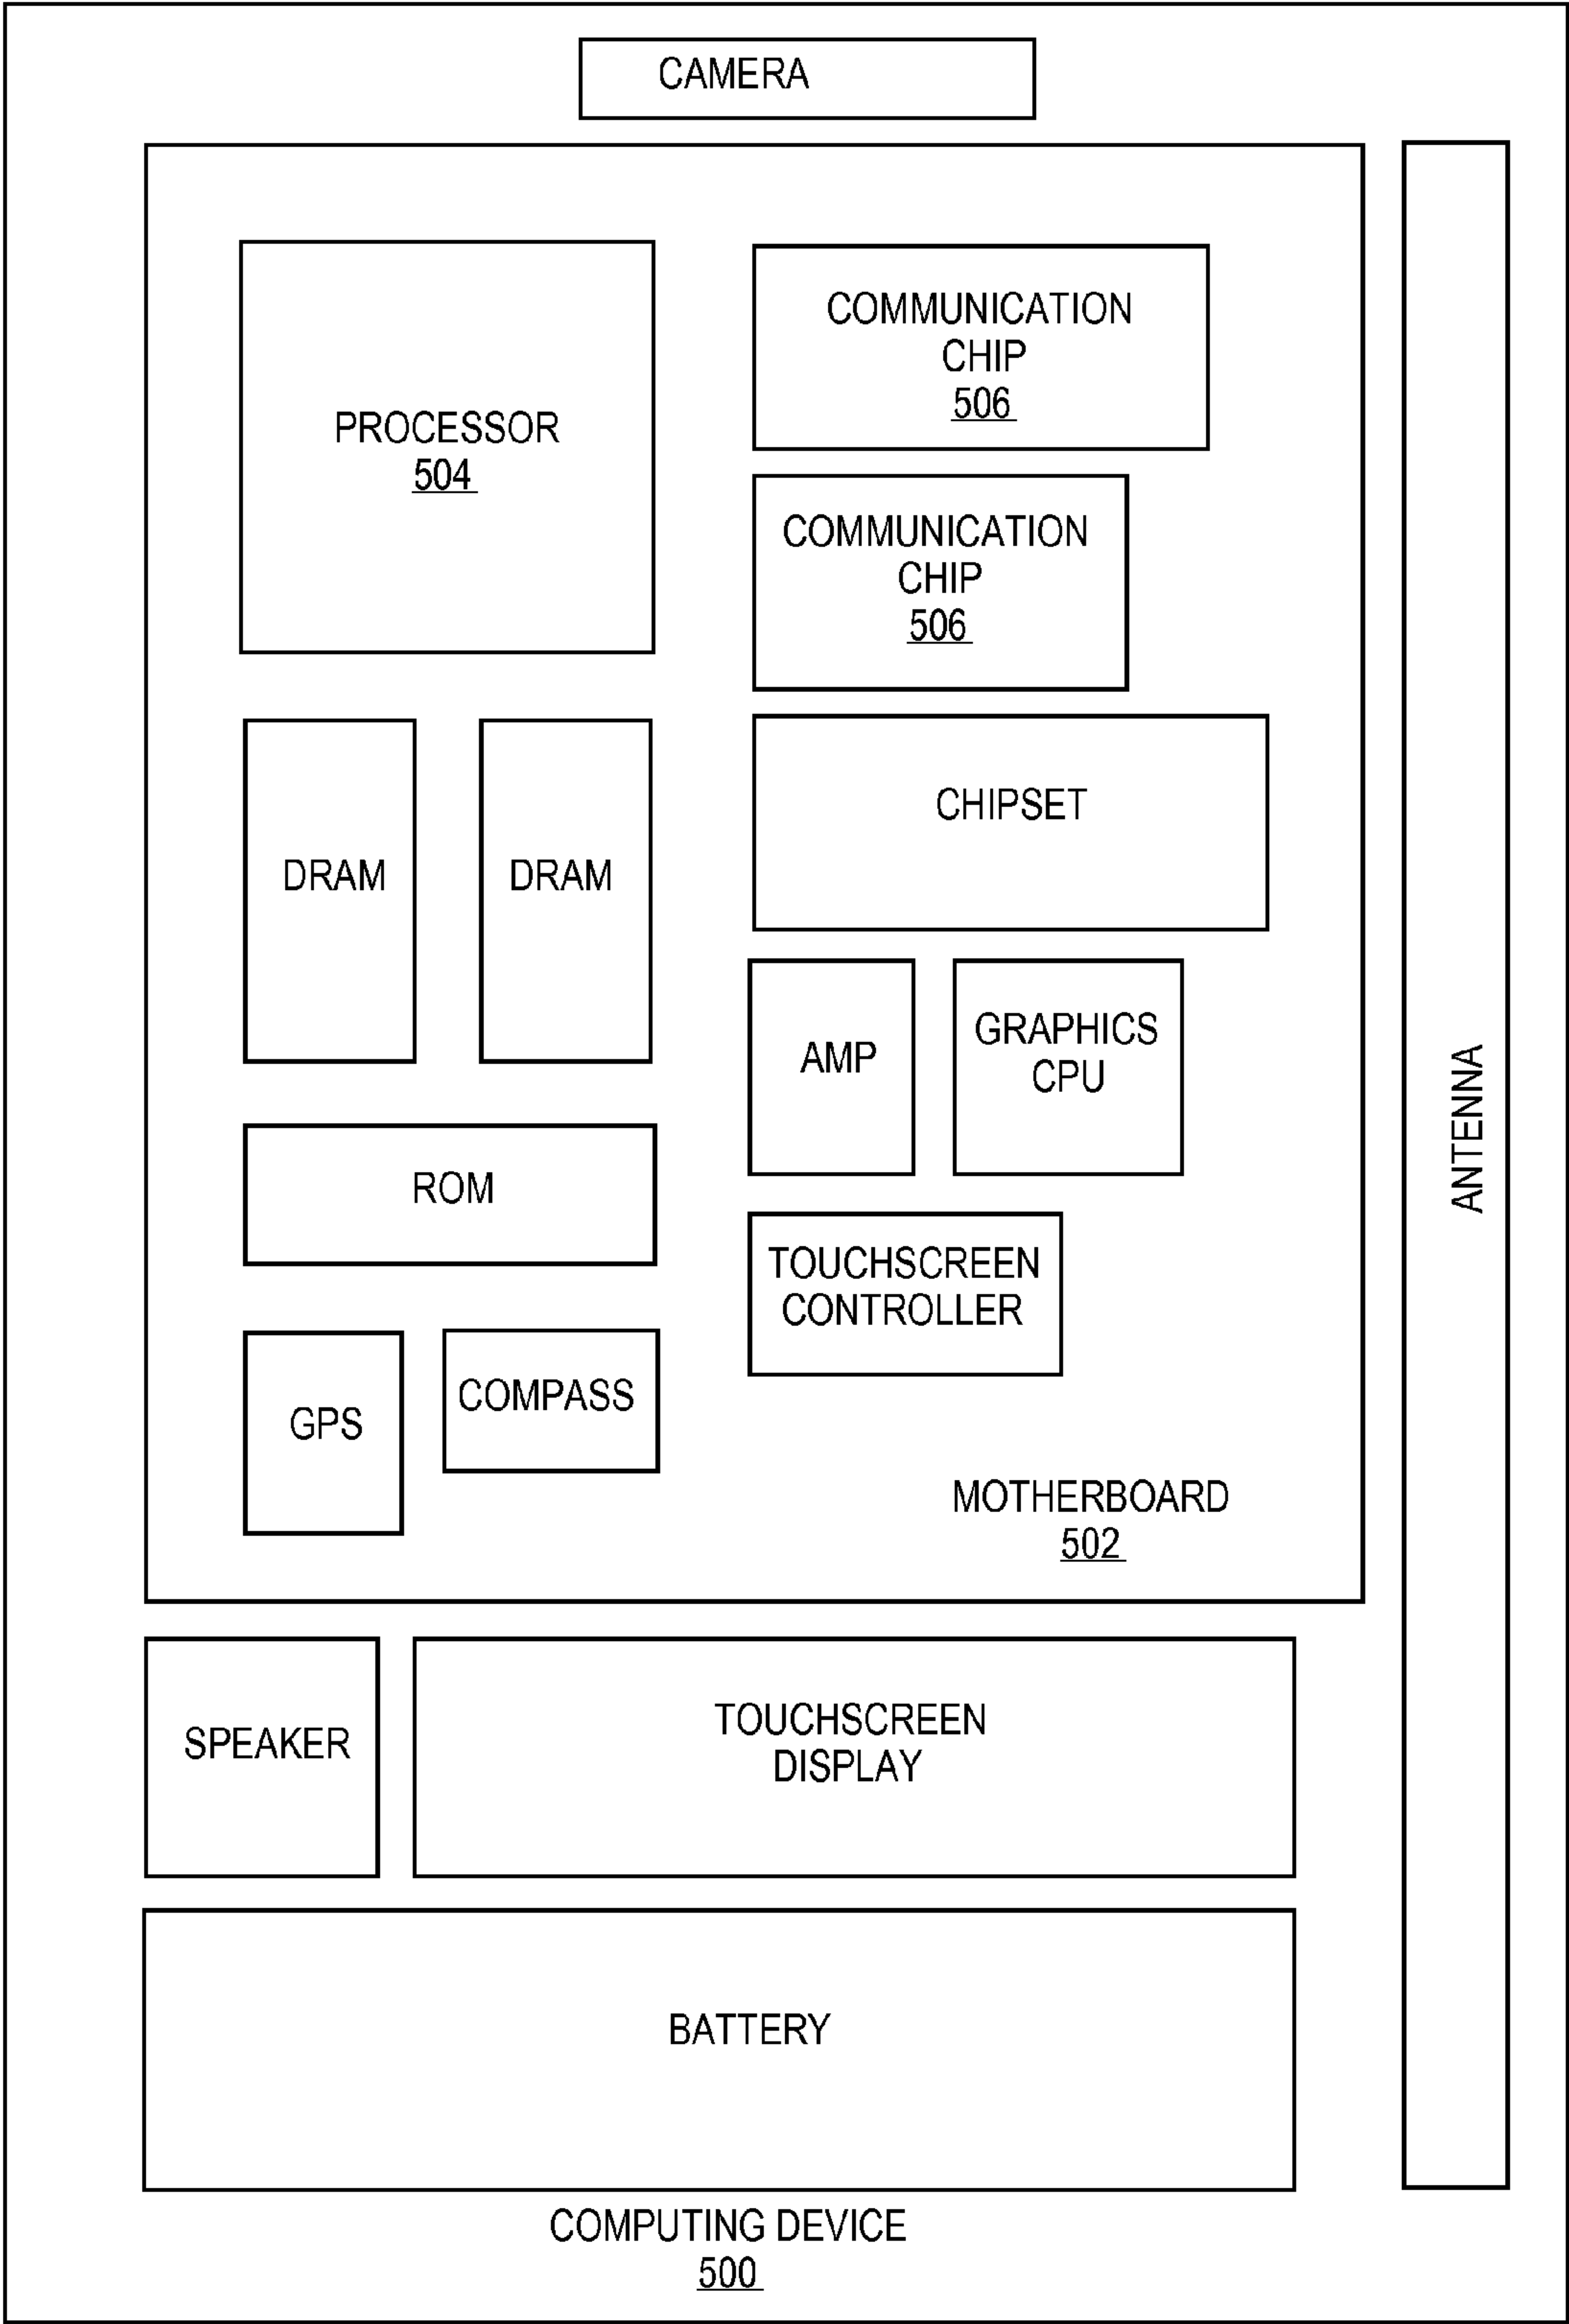 CAMERA
PROCESSOR
504
COMMUNICATION
CHIP
506
COMMUNICATION
CHIP
506
DRAM
DRAM
CHIPSET
AMP
GRAPHICS
CPU
ROM
TOUCHSCREEN
CONTROLLER
GPS
COMPASS
MOTHERBOARD
502
ANTENNA
SPEAKER
TOUCHSCREEN
DISPLAY
BATTERY
COMPUTING DEVICE
500